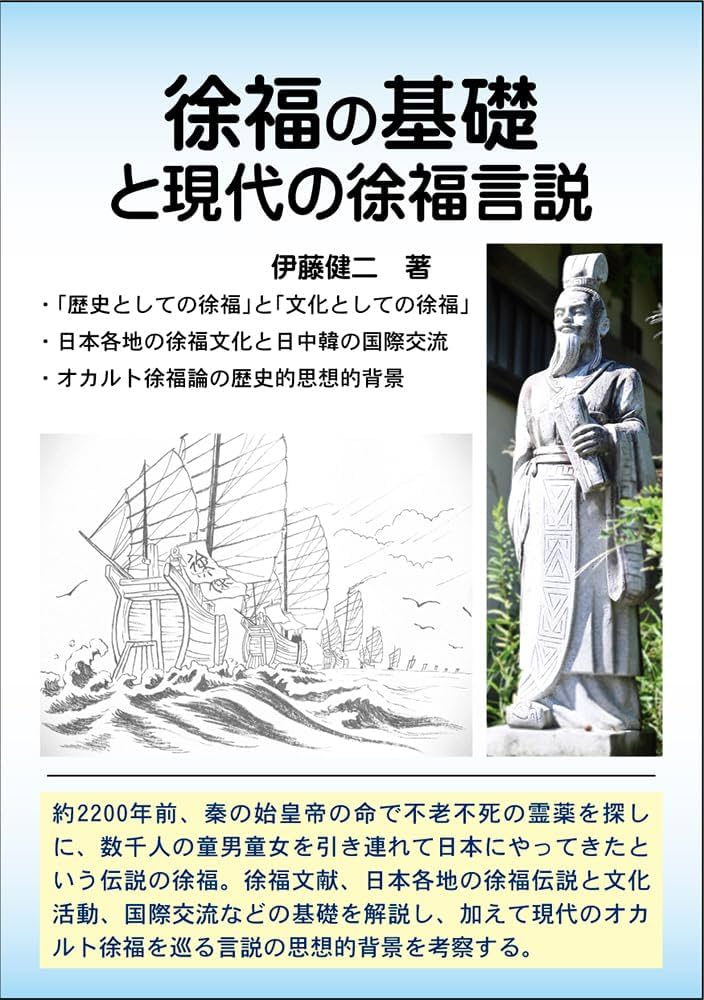 徐福の基礎
と現代の徐福言説
伊藤健二　著
・「歴史としての徐福」と「文化としての徐福」
・日本各地の徐福文化と日中韓の国際交流
・オカルト徐福論の歴史的思想的背景
約2200年前、秦の始皇帝の命で不老不死の霊薬を探し
に、数千人の童男童女を引き連れて日本にやってきたと
いう伝説の徐福。徐福文献、日本各地の徐福伝説と文化
活動、国際交流などの基礎を解説し、加えて現代のオカ
ルト徐福を巡る言説の思想的背景を考察する。